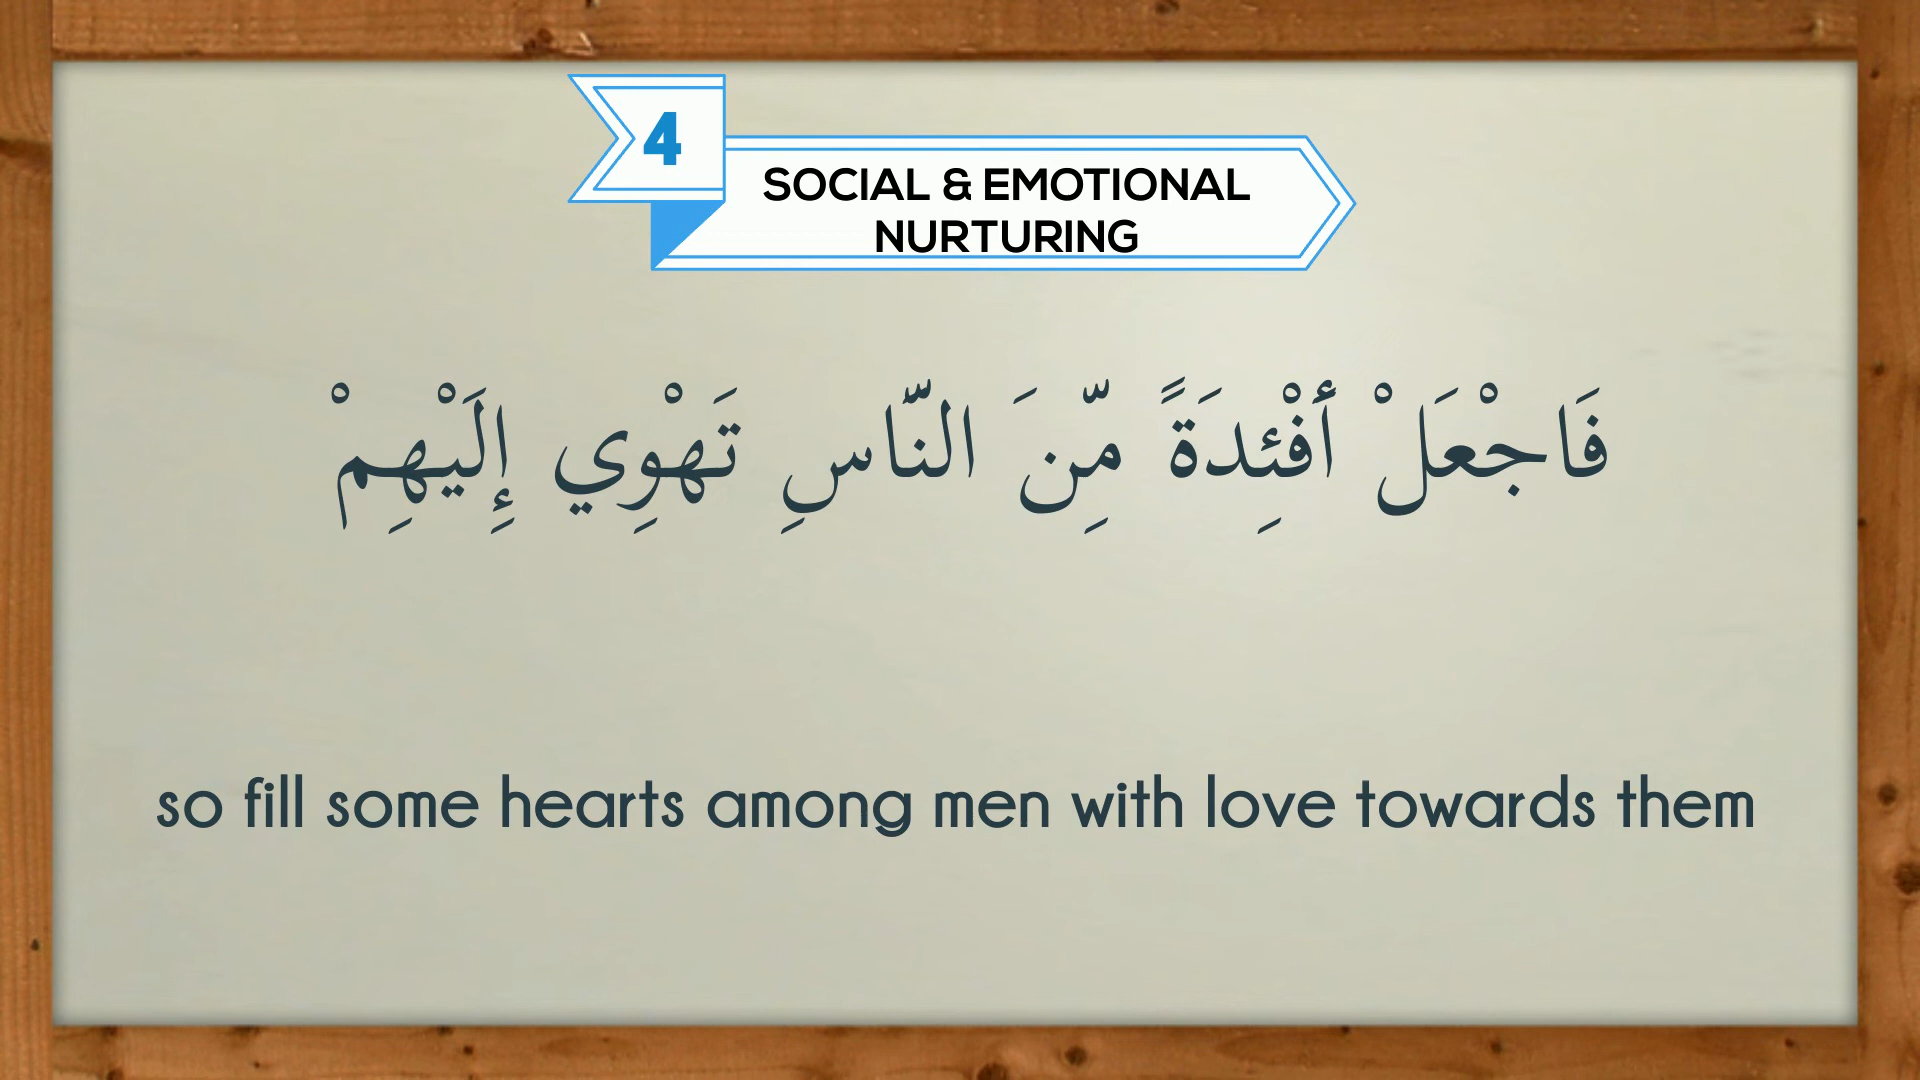 4
SOCIAL & EMOTIONAL
NURTURING
فَاجْعَلْ أَفْئِدَةً مِّنَ النَّاسِ تَهْوِي إِلَيْهِمْ
so fill some hearts among men with love towards them